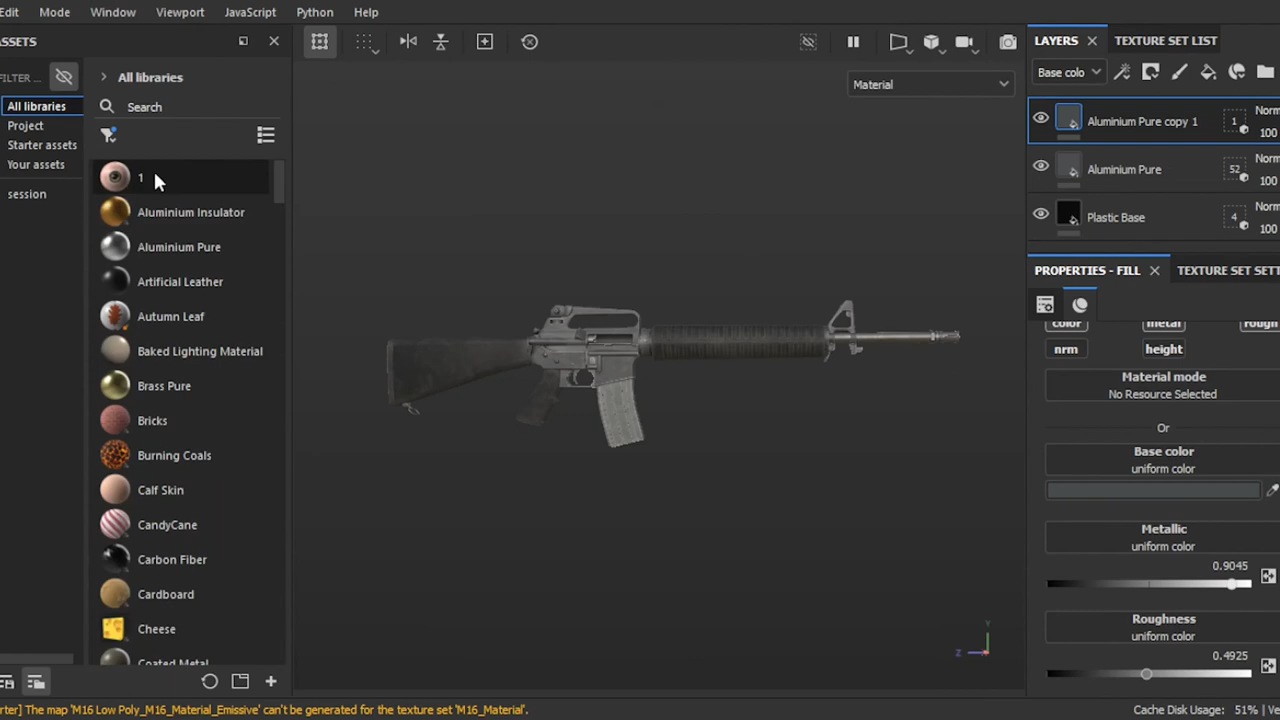 Edit Mode Window Viewport JavaScript Python Help
ASSETS
FILTER ...
All libraries
Project
Starter assets
Your assets
session
All libraries
Search
1
Aluminium Insulator
Aluminium Pure
Artificial Leather
Autumn Leaf
Baked Lighting Material
Brass Pure
Bricks
Burning Coals
Calf Skin
CandyCane
Carbon Fiber
Cardboard
Cheese
Coated Metal
Material
Y
Z
LAYERS TEXTURE SET LIST
Base colo
Aluminium Pure copy 1 1 Norm
100
Aluminium Pure 52 Norm
100
Plastic Base 4 Norm
100
PROPERTIES - FILL TEXTURE SET SETT
color metal rough
nrm height
Material mode
No Resource Selected
Or
Base color
uniform color
Metallic
uniform color
0.9045
Roughness
uniform color
0.4925
rter] The map 'M16 Low Poly_M16_Material_Emissive' can't be generated for the texture set 'M16_Material'.
Cache Disk Usage: 51% | Ve